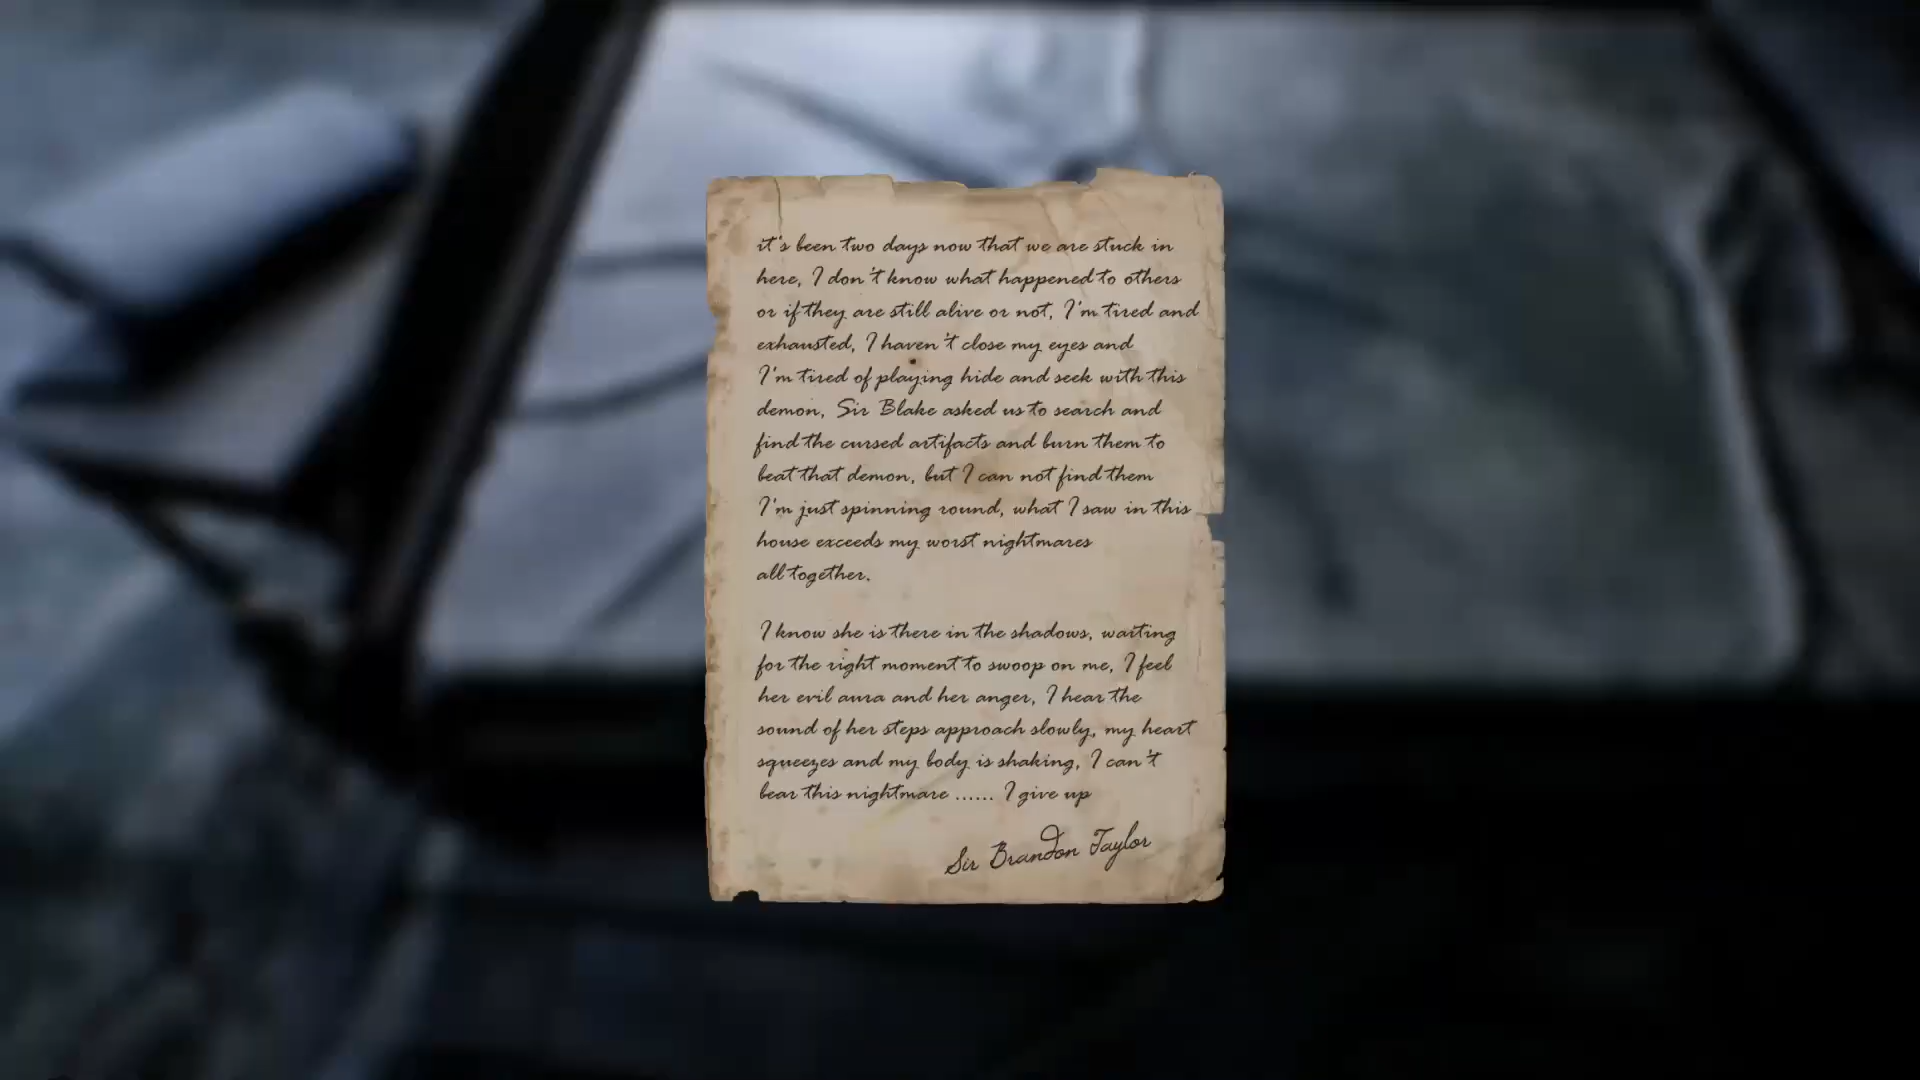 it's been two days now that we are stuck in
here, I don't know what happened to others
or if they are still alive or not, I'm tired and
exhausted, I haven't close my eyes and
I'm tired of playing hide and seek with this
demon, Sir Blake asked us to search and
find the cursed artifacts and burn them to
beat that demon, but I can not find them
I'm just spinning round, what I saw in this
house exceeds my worst nightmares
all together.
I know she is there in the shadows, waiting
for the right moment to swoop on me, I feel
her evil aura and her anger, I hear the
sound of her steps approach slowly, my heart
squeezes and my body is shaking, I can't
bear this nightmare ...... I give up
Sir Brandon Taylor